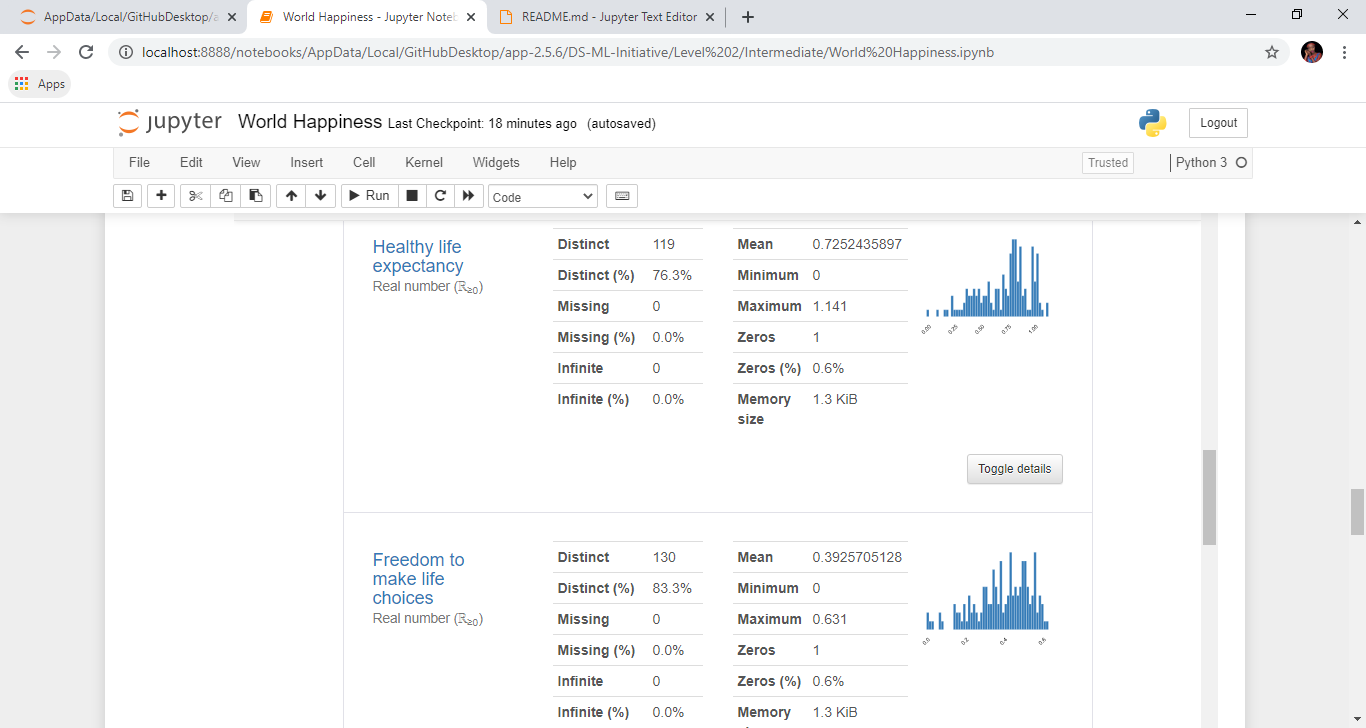 AppData/Local/GitHubDesktop/a
World Happiness - Jupyter Noteb
README.md - Jupyter Text Editor
localhost:8888/notebooks/AppData/Local/GitHubDesktop/app-2.5.6/DS-ML-Initiative/Level%202/Intermediate/World%20Happiness.ipynb
Apps
jupyter World Happiness Last Checkpoint: 18 minutes ago (autosaved)
Logout
File Edit View Insert Cell Kernel Widgets Help
Trusted
Python 3
Run
Code
Healthy life
expectancy
Real number (ℝ≥0)
Distinct 119
Distinct (%) 76.3%
Missing 0
Missing (%) 0.0%
Infinite 0
Infinite (%) 0.0%
Mean 0.7252435897
Minimum 0
Maximum 1.141
Zeros 1
Zeros (%) 0.6%
Memory 1.3 KiB
size
0.00 0.25 0.50 0.75 1.00
Toggle details
Freedom to
make life
choices
Real number (ℝ≥0)
Distinct 130
Distinct (%) 83.3%
Missing 0
Missing (%) 0.0%
Infinite 0
Infinite (%) 0.0%
Mean 0.3925705128
Minimum 0
Maximum 0.631
Zeros 1
Zeros (%) 0.6%
Memory 1.3 KiB
0.0 0.2 0.4 0.6